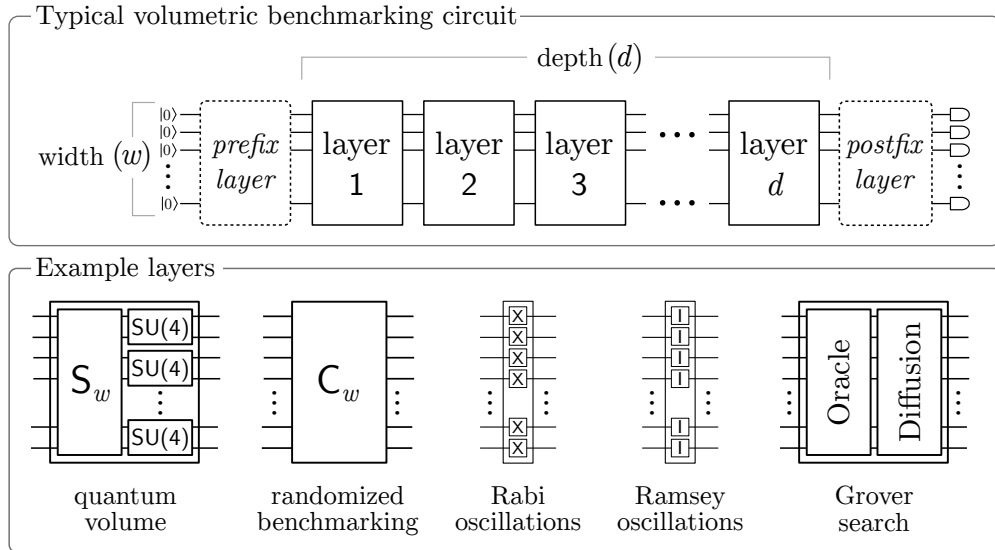 Typical volumetric benchmarking circuit
depth (d)
width (w)
|0⟩
|0⟩
|0⟩
|0⟩
prefix
layer
layer
1
layer
2
layer
3
layer
d
postfix
layer
Example layers
S_w
SU(4)
SU(4)
SU(4)
C_w
X
X
X
X
X
X
I
I
I
I
I
I
Oracle
Diffusion
quantum
volume
randomized
benchmarking
Rabi
oscillations
Ramsey
oscillations
Grover
search